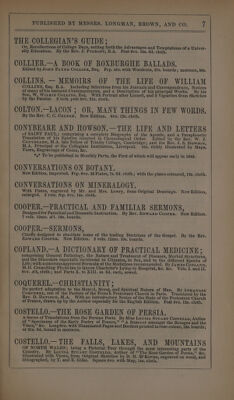 PUBLISHED BY MESSRS. LONGMAN, BROWN, AND CO. 7
THE COLLEGIAN'S GUIDE;
Or, Recollections of College Days, setting forth the Advantages and Temptations of a University Education. By the Rev. J. Post 8vo. 10s. 6d. cloth.
COLLIER.—A BOOK OF ROXBURGHE BALLADS.
Edited by JOHN PAYNE COLLIER, Esq. Fcp. 4to. with Woodcuts, boards; morocco,
COLLINS. — MEMOIRS OF THE LIFE OF WILLIAM
COLLINS, Esq. R.A. Including Selections from his Journals and Correspondence, Notices
of many of his eminent Contemporaries, and a Description of his principal Works. By his
Son, W. WILKIE COLLINS, Esq. With Portrait after Linnell, and 2 Vignettes from Sketches
by the Painter. 2 vols. post 8vo. 21s. cloth.
COLTON.—LACON; OR, MANY THINGS IN FEW WORDS.
By the Rev. C. C. COLTON. New Edition. 8vo. 12s. cloth.
CONYBEARE AND HOWSON.—THE LIFE AND LETTERS
of SAINT PAUL; comprising a complete Biography of the Apostle, and a
Translation of his Epistles inserted in Chronological Order. Edited by the Rev. W. J.
CONYBEARE, M.A. late Fellow of Trinity College, Cambridge; and the Rev. J. S. HOWSON,
M.A. Principal of the Collegiate Institution, Liverpool. 4to. richly illustrated by
Views, Engravings of Coins, &c.
*** To be published in Monthly Parts, the First of which will appear early in
CONVERSATIONS ON BOTANY.
New Edition, improved. Fcp. 8vo. 22 Plates, 7s. 6d. cloth; with the plates coloured, 12s. cloth.
CONVERSATIONS ON MINERALOGY.
With Plates, engraved by Mr. and Mrs. Lowry, from Original Drawings. New Edition,
enlarged. 2 vols. fcp. 8vo. 14s. cloth.
COOPER.—PRACTICAL AND FAMILIAR SERMONS,
Designed for Parochial and Domestic Instruction. By Rev. EDWARD COOPER. New Edition.
7 vols. 12mo. £1. 18s. boards.
COOPER.—SERMONS,
Chiefly designed to elucidate some of the leading Doctrines of the Gospel. By the Rev.
EDWARD COOPER. New Edition. 2 vols. 12mo. 10s. boards.
COPLAND.—A DICTIONARY OF PRACTICAL MEDICINE;
comprising General Pathology, the Nature and Treatment of Diseases, Morbid Structures,
and the Disorders especially incidental to Climates, to Sex, and to the different Epochs of
Life; with numerous approved Formulæ of the Medicines recommended. By JAMES COPLAND,
M.D. Consulting Physician to Queen Charlotte's Lying-in Hospital, &c. &c. Vols. I. and II.
8vo. £3, cloth; and Parts X. to
COQUEREL.—CHRISTIANITY;
Its perfect adaptation to the Mental, Moral, and Spiritual Nature of Man. By ATHANASE
COQUEREL, one of the Pastors of the French Protestant Church in Paris. Translated by the
Rev. D. DAVISON, M.A. With an Introductory Notice of the State of the Protestant Church
of France, drawn up by the Author especially for the English Edition. Post 8vo. 12s. cloth.
COSTELLO.—THE ROSE GARDEN OF PERSIA.
A Series of Translations from the Persian Poets. By Miss LOUISA STUART COSTELLO, Author
of "Specimens of the Early Poetry of France," "A Summer amongst the Bocages and the
Vines," &c. Long 8vo. with Illuminated Pages and Borders printed in rose-colour, 18s. boards;
or 31s. 6d. bound in morocco.
COSTELLO.—THE FALLS, LAKES, AND MOUNTAINS
OF NORTH WALES; being a Pictorial Tour through the most interesting parts of the
Country. By LOUISA STUART COSTELLO, Author of "The Rose Garden of Persia," &c.
Illustrated with Views, from Original Sketches by D. H. M'Kewan, engraved on wood, and
lithographed, by T. and E. Gilks. Square 8vo. with Map, 14s. cloth.